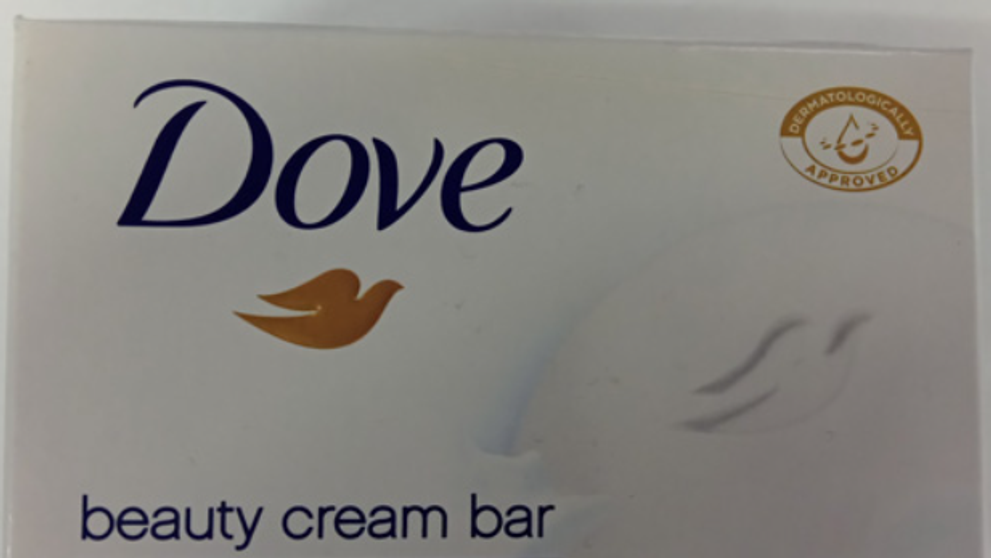 Dove
DERMATOLOGICALLY
APPROVED
beauty cream bar